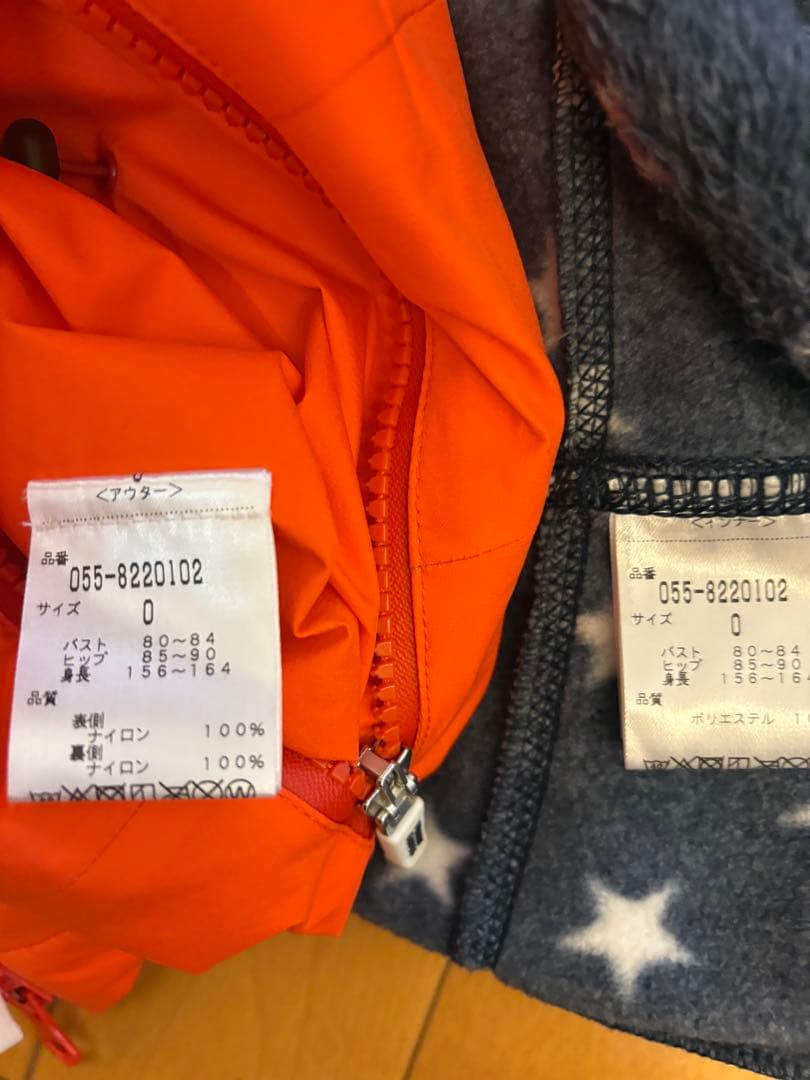 <アウター>
品番
055-8220102
サイズ 0
バスト 80~84
ヒップ 85~90
身長 156~164
品質
表側
ナイロン 100%
裏側
ナイロン 100%
<インナー>
品番
055-8220102
サイズ 0
バスト 80~84
ヒップ 85~90
身長 156~164
品質
ポリエステル 1